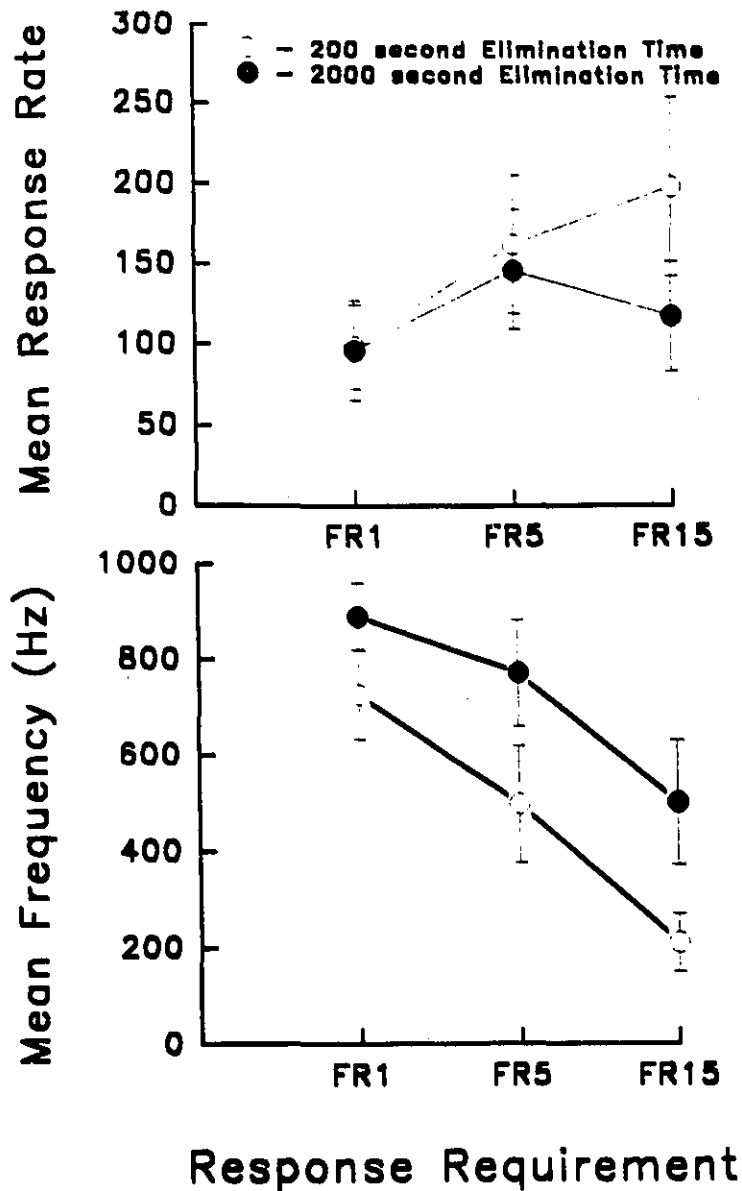 Mean Response Rate
300
250
200
150
100
50
0
– 200 second Elimination Time
– 2000 second Elimination Time
FR1 FR5 FR15
Mean Frequency (Hz)
1000
800
600
400
200
0
FR1 FR5 FR15
Response Requirement